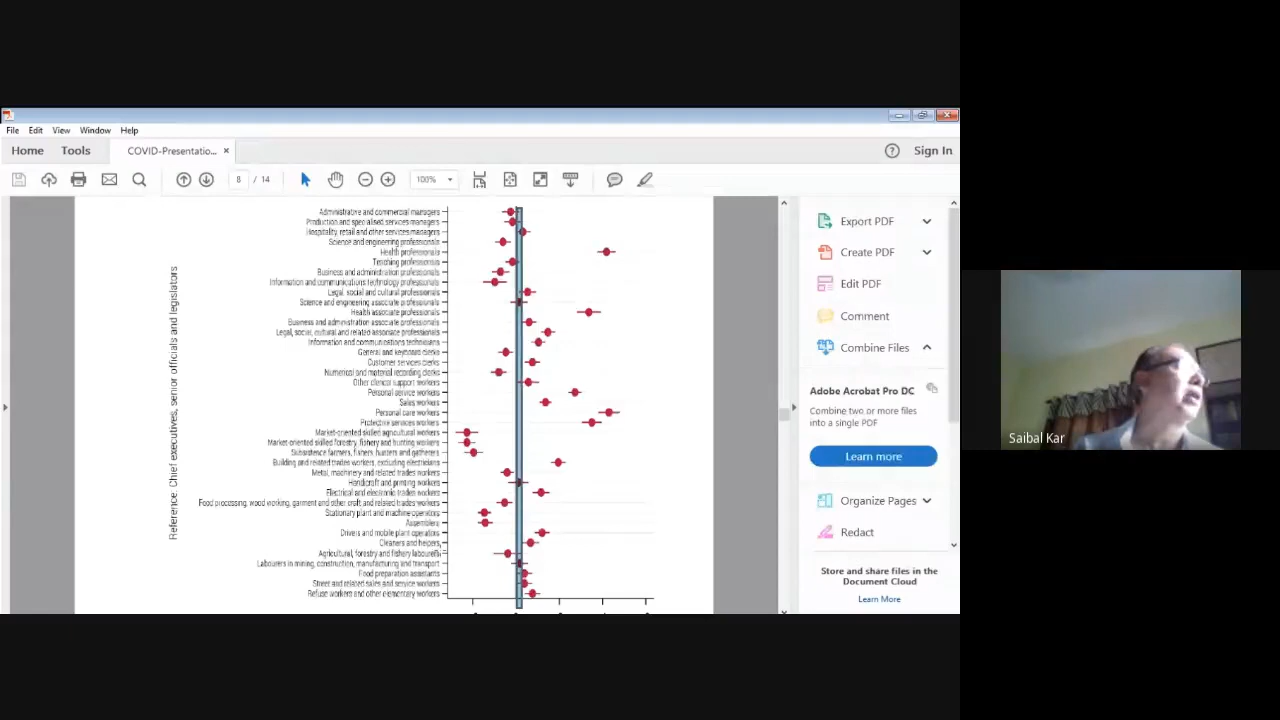 File Edit View Window Help
Home Tools COVID-Presentatio... × Sign In
8 / 14 100%
Reference: Chief executives, senior officials and legislators
Administrative and commercial managers
Production and specialised services managers
Hospitality, retail and other services managers
Science and engineering professionals
Health professionals
Teaching professionals
Business and administration professionals
Information and communications technology professionals
Legal, social and cultural professionals
Science and engineering associate professionals
Health associate professionals
Business and administration associate professionals
Legal, social, cultural and related associate professionals
Information and communications technicians
General and keyboard clerks
Customer services clerks
Numerical and material recording clerks
Other clerical support workers
Personal service workers
Sales workers
Personal care workers
Protective services workers
Market-oriented skilled agricultural workers
Market-oriented skilled forestry, fishery and hunting workers
Subsistence farmers, fishers, hunters and gatherers
Building and related trades workers, excluding electricians
Metal, machinery and related trades workers
Handicraft and printing workers
Electrical and electronic trades workers
Food processing, wood working, garment and other craft and related trades workers
Stationary plant and machine operators
Assemblers
Drivers and mobile plant operators
Cleaners and helpers
Agricultural, forestry and fishery labourers
Labourers in mining, construction, manufacturing and transport
Food preparation assistants
Street and related sales and service workers
Refuse workers and other elementary workers
Export PDF
Create PDF
Edit PDF
Comment
Combine Files
Adobe Acrobat Pro DC
Combine two or more files
into a single PDF
Learn more
Organize Pages
Redact
Store and share files in the
Document Cloud
Learn More
Saibal Kar